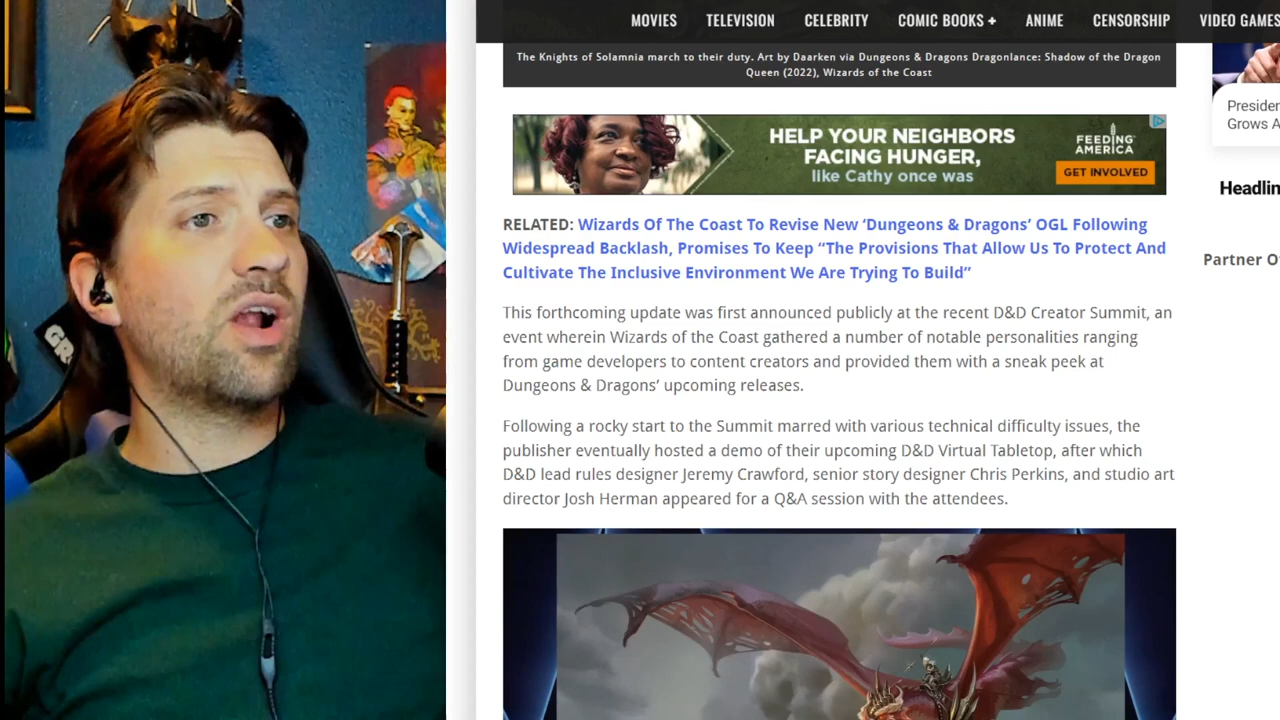 MOVIES TELEVISION CELEBRITY COMIC BOOKS + ANIME CENSORSHIP VIDEO GAMES
The Knights of Solamnia march to their duty. Art by Daarken via Dungeons & Dragons Dragonlance: Shadow of the Dragon
Queen (2022), Wizards of the Coast
HELP YOUR NEIGHBORS
FACING HUNGER,
like Cathy once was
FEEDING
AMERICA
GET INVOLVED
RELATED: Wizards Of The Coast To Revise New ‘Dungeons & Dragons’ OGL Following
Widespread Backlash, Promises To Keep “The Provisions That Allow Us To Protect And
Cultivate The Inclusive Environment We Are Trying To Build”
This forthcoming update was first announced publicly at the recent D&D Creator Summit, an
event wherein Wizards of the Coast gathered a number of notable personalities ranging
from game developers to content creators and provided them with a sneak peek at
Dungeons & Dragons’ upcoming releases.
Following a rocky start to the Summit marred with various technical difficulty issues, the
publisher eventually hosted a demo of their upcoming D&D Virtual Tabletop, after which
D&D lead rules designer Jeremy Crawford, senior story designer Chris Perkins, and studio art
director Josh Herman appeared for a Q&A session with the attendees.
Presiden
Grows A
Headlin
Partner O